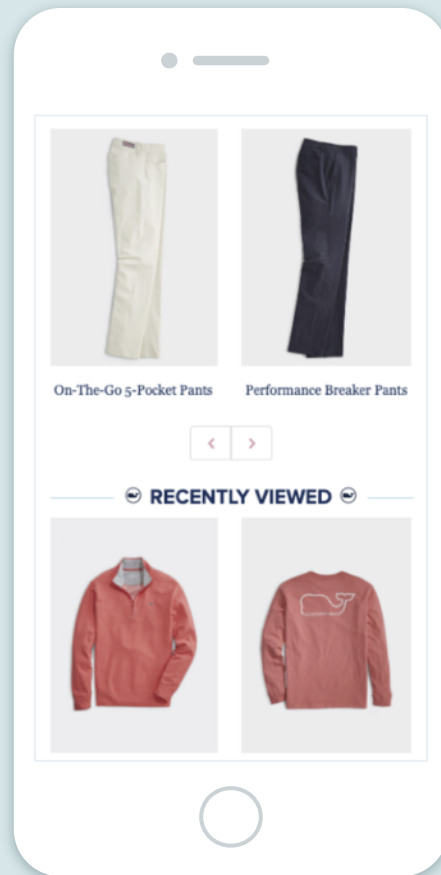 On-The-Go 5-Pocket Pants
Performance Breaker Pants
RECENTLY VIEWED